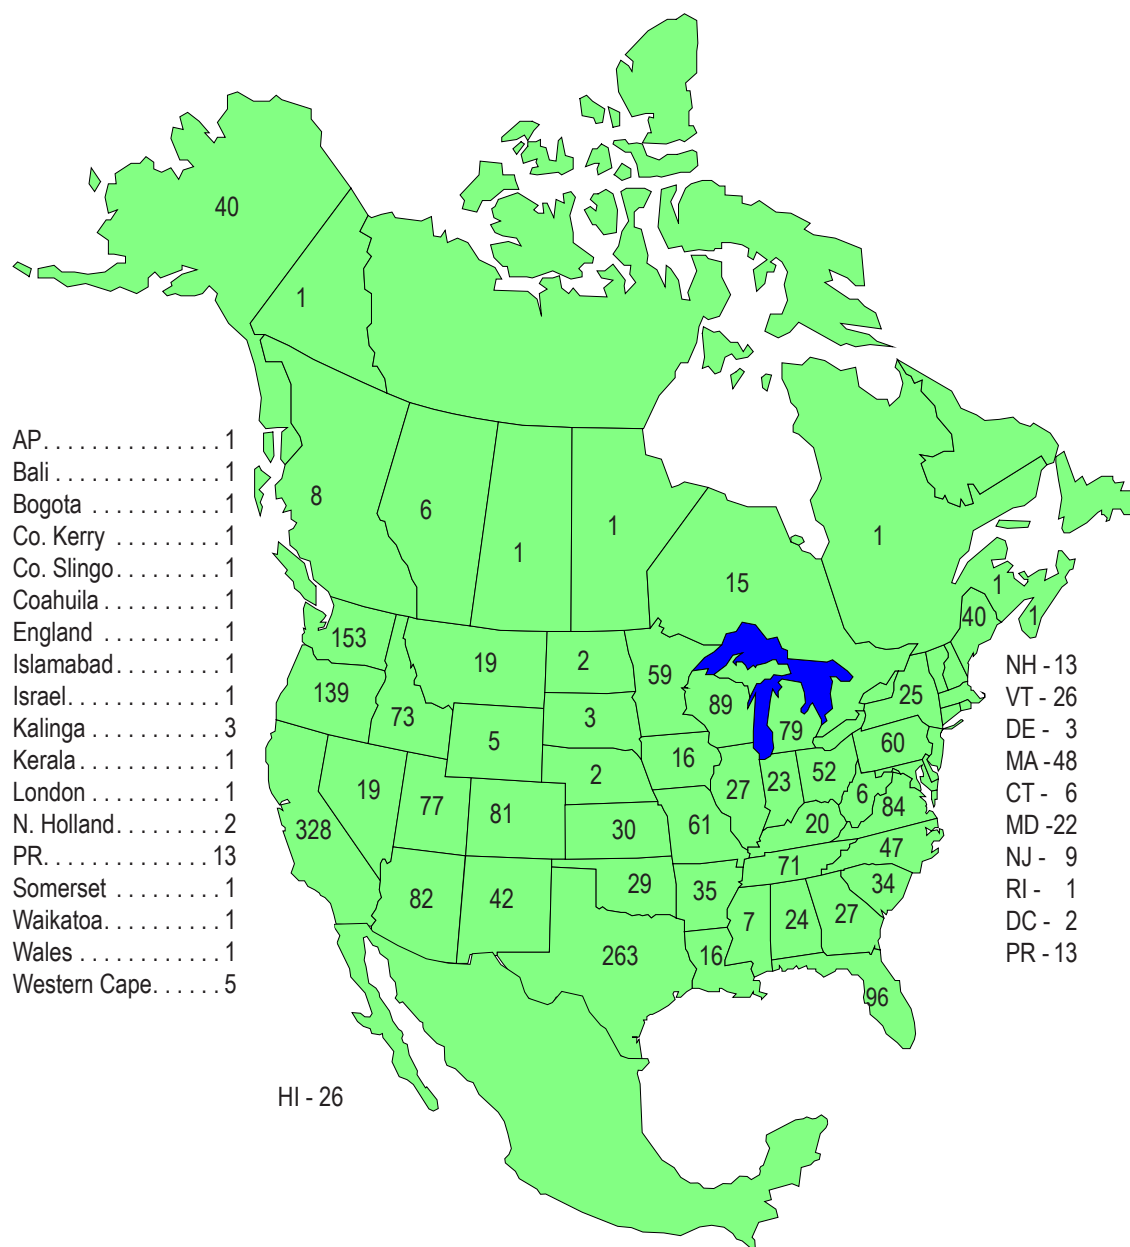 40
1
AP. . . . . . . . . . . . . . . 1
Bali . . . . . . . . . . . . . . 1
Bogota . . . . . . . . . . . 1
Co. Kerry . . . . . . . . . 1
Co. Slingo. . . . . . . . . 1
Coahuila . . . . . . . . . . 1
England . . . . . . . . . . 1
Islamabad. . . . . . . . . 1
Israel. . . . . . . . . . . . . 1
Kalinga . . . . . . . . . . . 3
Kerala. . . . . . . . . . . . 1
London . . . . . . . . . . . 1
N. Holland. . . . . . . . . 2
PR. . . . . . . . . . . . . 13
Somerset . . . . . . . . . 1
Waikatoa. . . . . . . . . . 1
Wales . . . . . . . . . . . . 1
Western Cape. . . . . . 5
8
6
1
1
15
1
1
1
40
153
19
2
59
139
73
5
3
89
79
25
60
16
2
19
77
81
30
61
27
23
52
6
84
328
82
42
29
35
20
71
47
34
7
24
27
263
16
96
NH - 13
VT - 26
DE - 3
MA -48
CT - 6
MD -22
NJ - 9
RI - 1
DC - 2
PR - 13
HI - 26